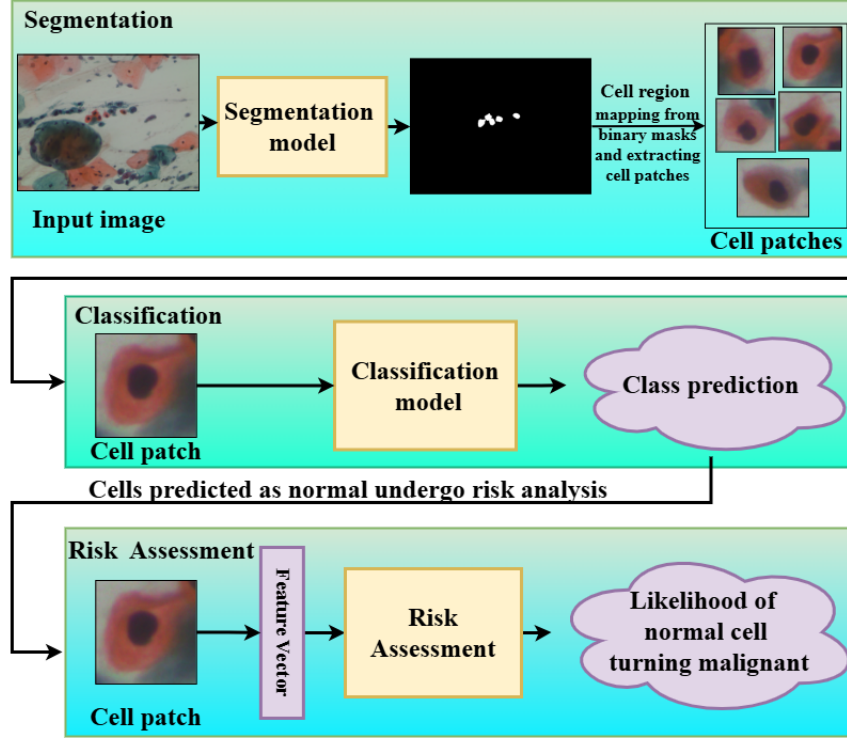 Segmentation
Input image
Segmentation
model
Cell region
mapping from
binary masks
and extracting
cell patches
Cell patches
Classification
Cell patch
Classification
model
Class prediction
Cells predicted as normal undergo risk analysis
Risk Assessment
Cell patch
Feature Vector
Risk
Assessment
Likelihood of
normal cell
turning malignant